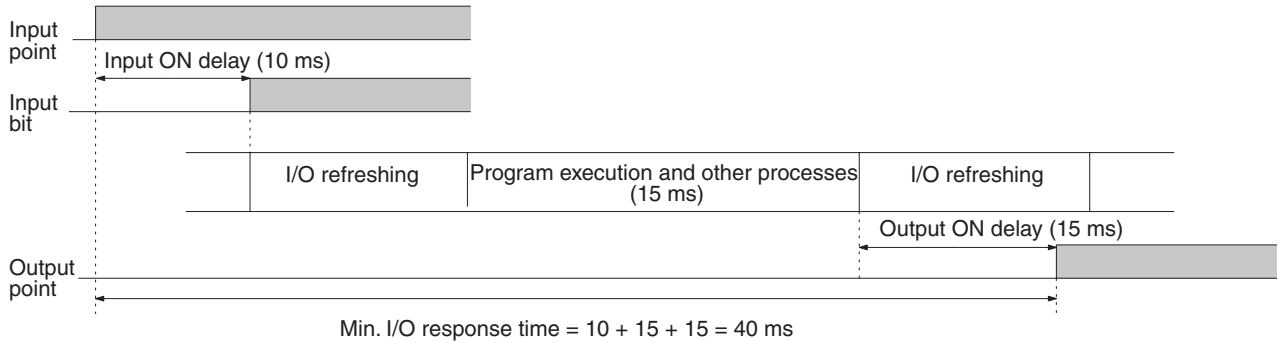 Input
point
Input ON delay (10 ms)
Input
bit
I/O refreshing
Program execution and other processes
(15 ms)
I/O refreshing
Output ON delay (15 ms)
Output
point
Min. I/O response time = 10 + 15 + 15 = 40 ms